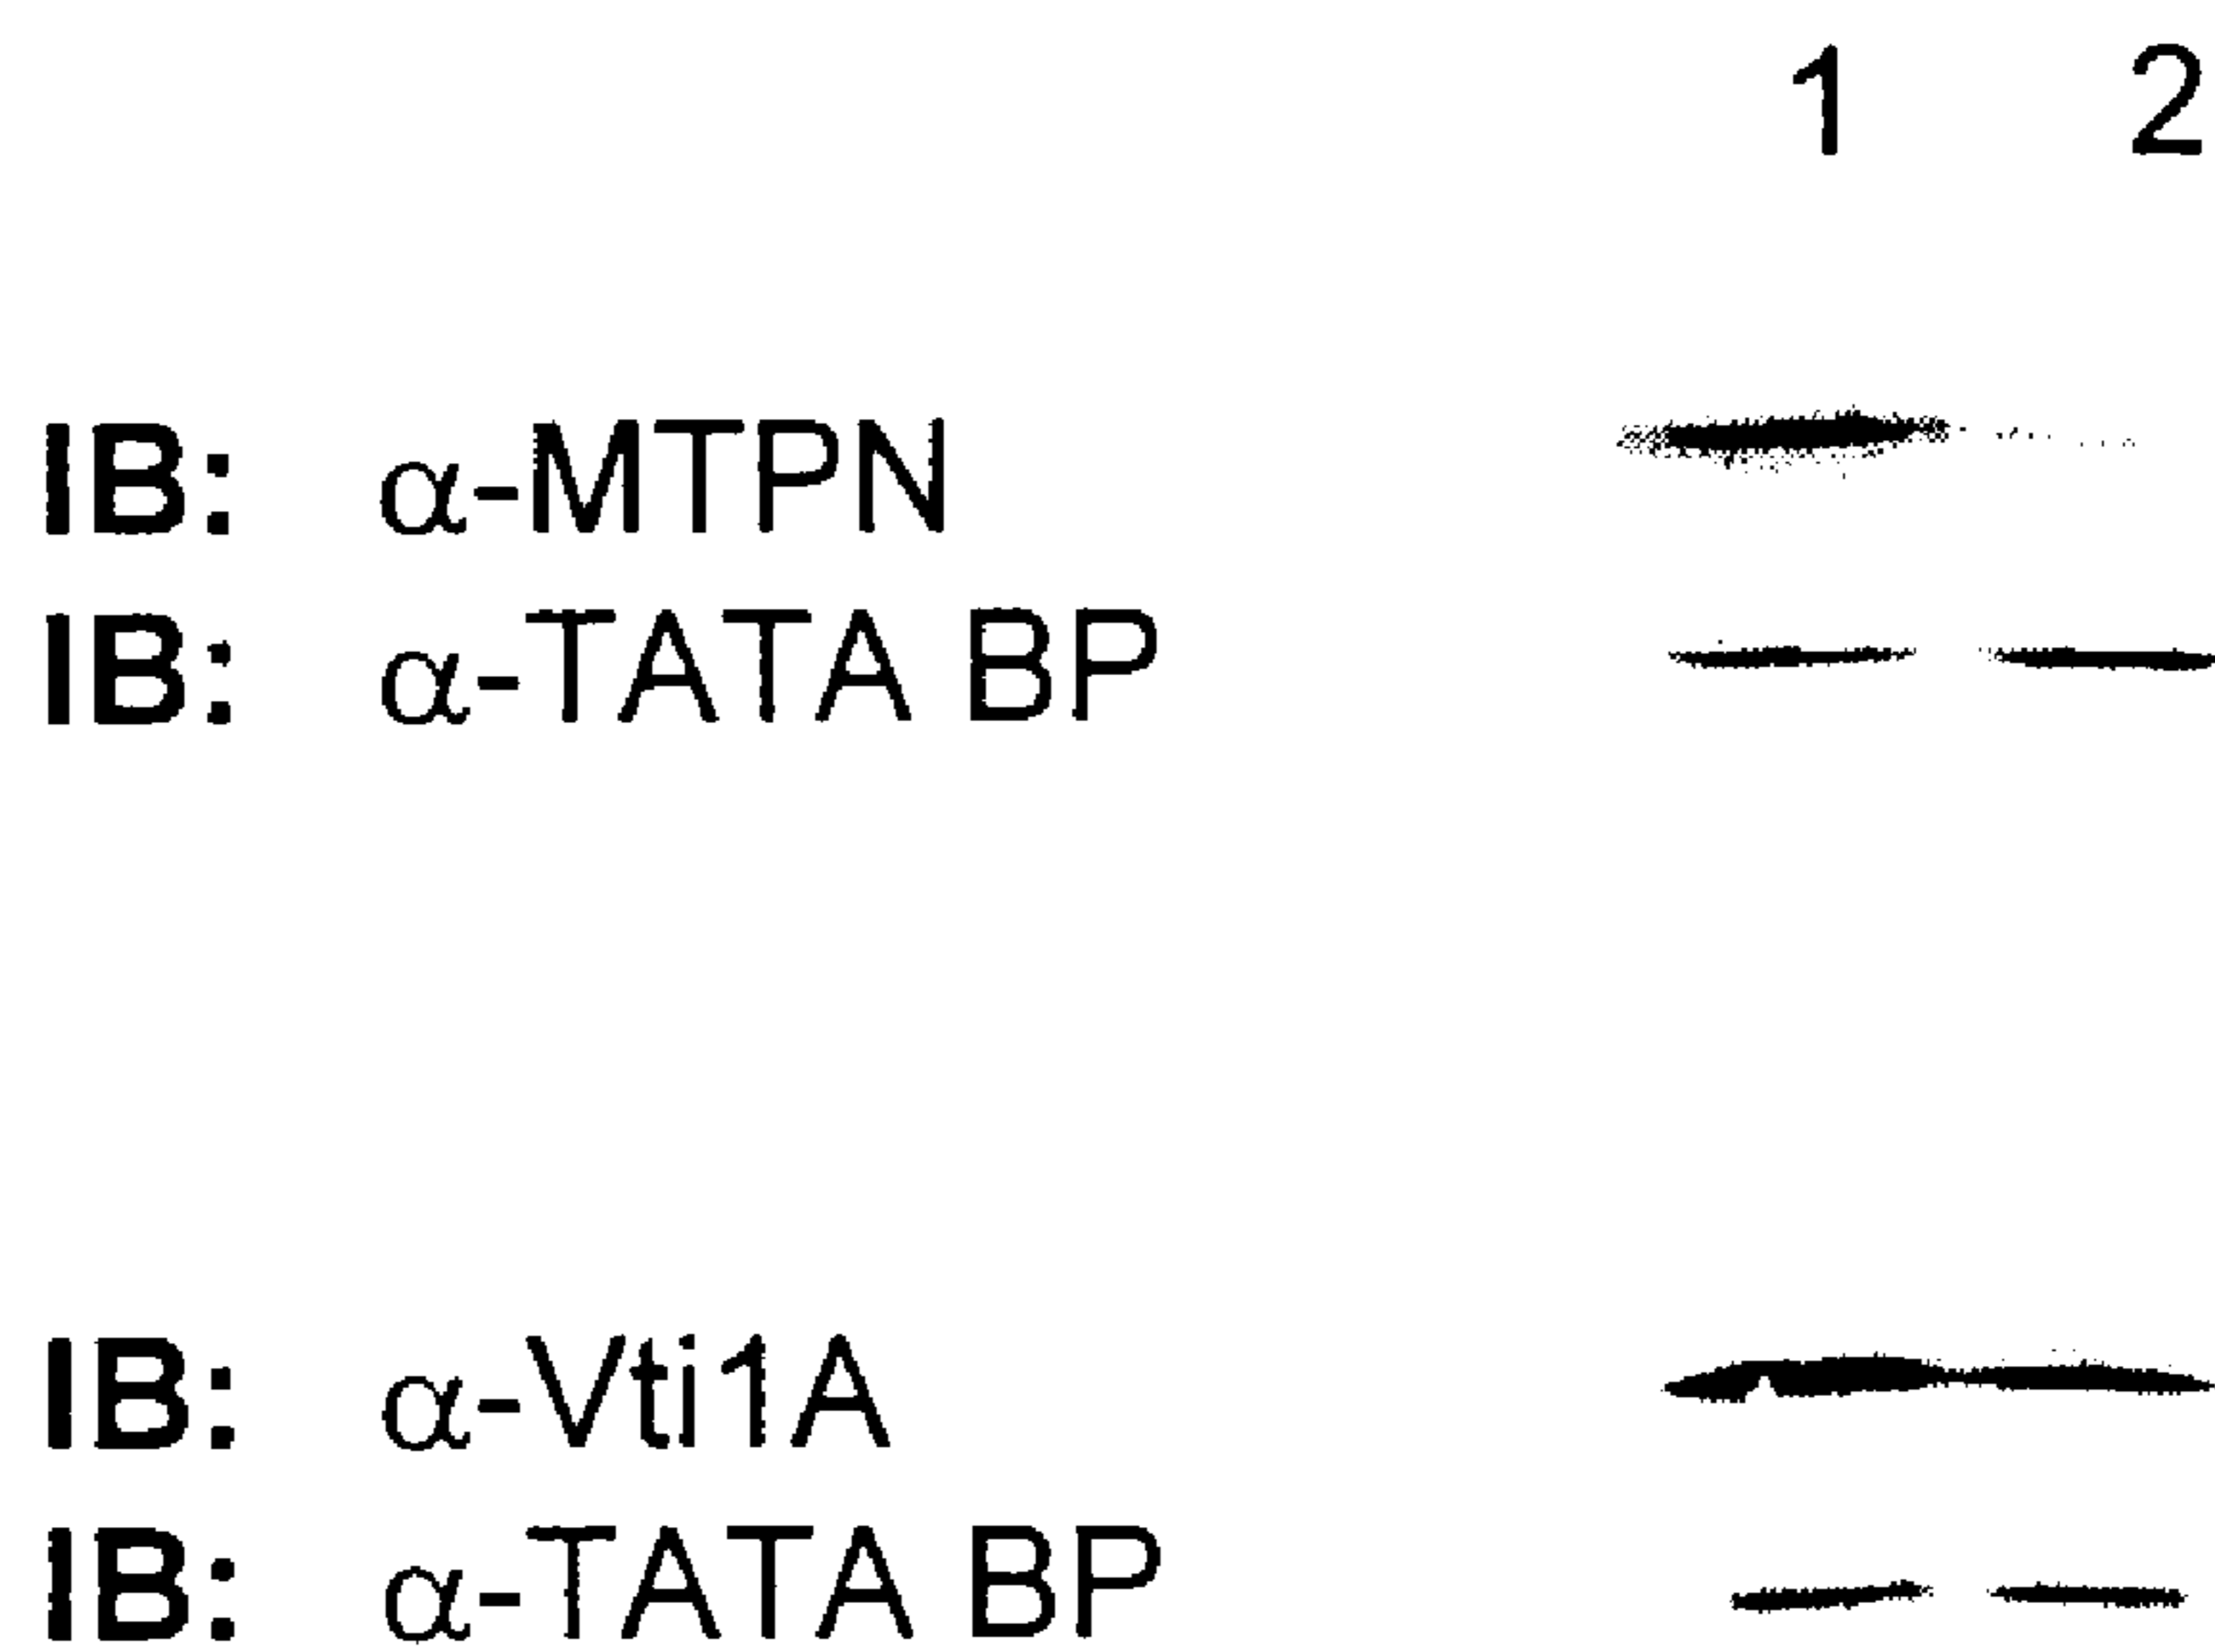 1 2
IB: α-MTPN
IB: α-TATA BP
IB: α-Vti1A
IB: α-TATA BP